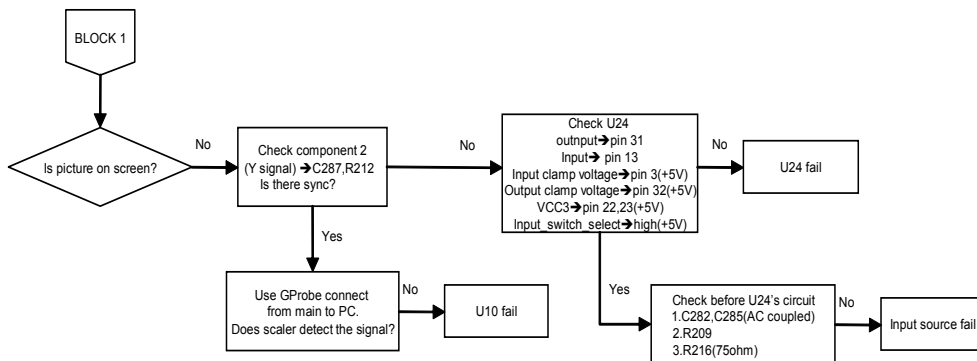 BLOCK 1
Is picture on screen?
No
Check component 2
(Y signal) ➔C287,R212
Is there sync?
No
Check U24
outnput➔pin 31
Input➔ pin 13
Input clamp voltage➔pin 3(+5V)
Output clamp voltage➔pin 32(+5V)
VCC3➔pin 22,23(+5V)
Input_switch_select➔high(+5V)
No
U24 fail
Yes
Use GProbe connect
from main to PC.
Does scaler detect the signal?
No
U10 fail
Yes
Check before U24's circuit
1.C282,C285(AC coupled)
2.R209
3.R216(75ohm)
No
Input source fail